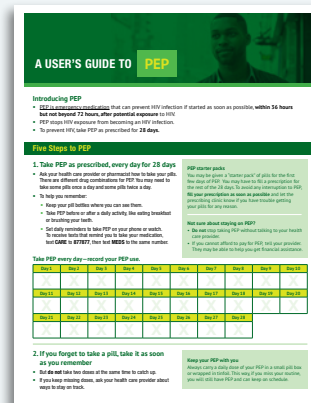 A USER'S GUIDE TO PEP
Introducing PEP
• PEP is emergency medication that can prevent HIV infection if started as soon as possible, within 36 hours
but not beyond 72 hours, after potential exposure to HIV.
• PEP stops HIV exposure from becoming an HIV infection.
• To prevent HIV, take PEP as prescribed for 28 days.
Five Steps to PEP
1. Take PEP as prescribed, every day for 28 days
• Ask your health care provider or pharmacist how to take your pills.
There are different drug combinations for PEP. You may need to
take some pills once a day and some pills twice a day.
• To help you remember:
• Keep your pill bottles where you can see them.
• Take PEP before or after a daily activity, like eating breakfast
or brushing your teeth.
• Set daily reminders to take PEP on your phone or watch.
To receive texts that remind you to take your medication,
text CARE to 877877, then text MEDS to the same number.
PEP starter packs
You may be given a "starter pack" of pills for the first
few days of PEP. You may have to fill a prescription for
the rest of the 28 days. To avoid any interruption to PEP,
fill your prescription as soon as possible and let the
prescribing clinic know if you have trouble getting
your pills for any reason.
Not sure about staying on PEP?
• Do not stop taking PEP without talking to your health
care provider.
• If you cannot afford to pay for PEP, tell your provider.
They may be able to help you get financial assistance.
Take PEP every day—record your PEP use.
Day 1 Day 2 Day 3 Day 4 Day 5 Day 6 Day 7 Day 8 Day 9 Day 10
X X X X X X X X X X
Day 11 Day 12 Day 13 Day 14 Day 15 Day 16 Day 17 Day 18 Day 19 Day 20
X X X X X X X X X X
Day 21 Day 22 Day 23 Day 24 Day 25 Day 26 Day 27 Day 28
X X X X X X X X
2. If you forget to take a pill, take it as soon
as you remember
• But do not take two doses at the same time to catch up.
• If you keep missing doses, ask your health care provider about
ways to stay on track.
Keep your PEP with you
Always carry a daily dose of your PEP in a small pill box
or wrapped in tinfoil. This way, if you miss your routine,
you will still have PEP and can keep on schedule.